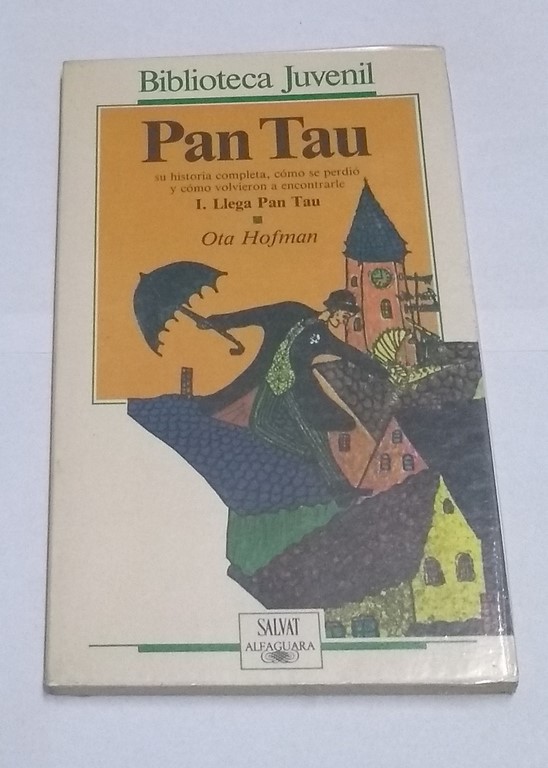 Biblioteca Juvenil
Pan Tau
su historia completa, cómo se perdió
y cómo volvieron a encontrarle
I. Llega Pan Tau
Ota Hofman
SALVAT
ALFAGUARA